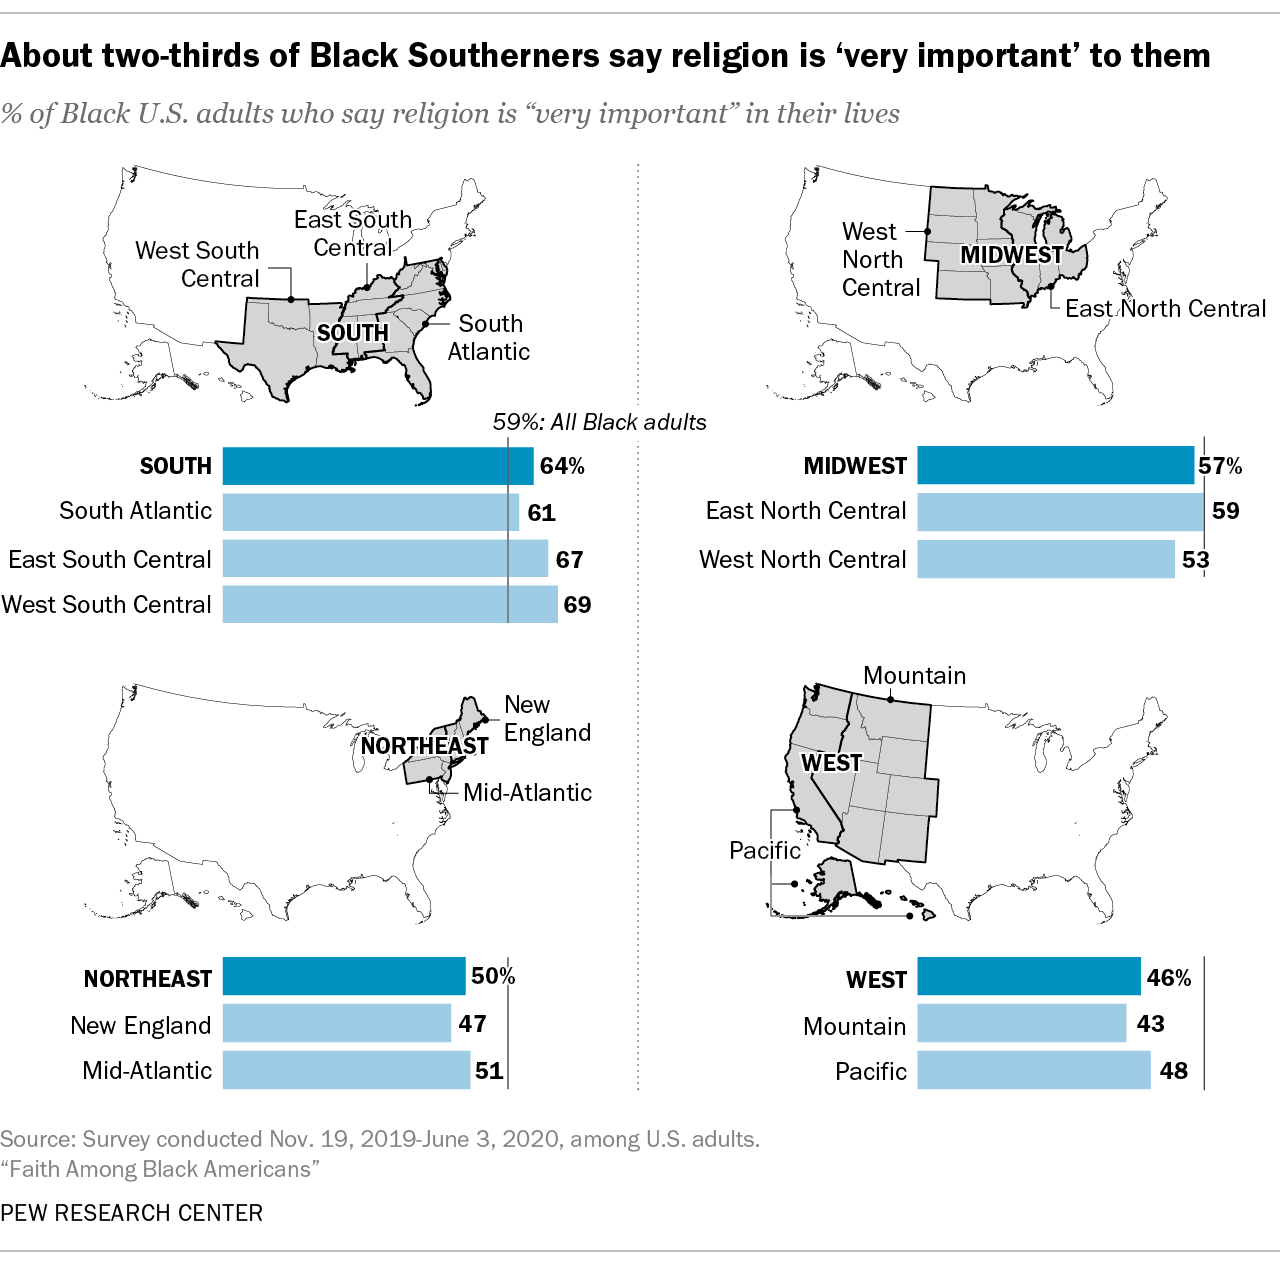 About two-thirds of Black Southerners say religion is ‘very important’ to them
% of Black U.S. adults who say religion is “very important” in their lives
East South
Central
West South
Central
SOUTH
South
Atlantic
West
North
Central
MIDWEST
East North Central
59%: All Black adults
SOUTH 64%
South Atlantic 61
East South Central 67
West South Central 69
MIDWEST 57%
East North Central 59
West North Central 53
New
England
NORTHEAST
Mid-Atlantic
Mountain
WEST
Pacific
NORTHEAST 50%
New England 47
Mid-Atlantic 51
WEST 46%
Mountain 43
Pacific 48
Source: Survey conducted Nov. 19, 2019-June 3, 2020, among U.S. adults.
“Faith Among Black Americans”
PEW RESEARCH CENTER